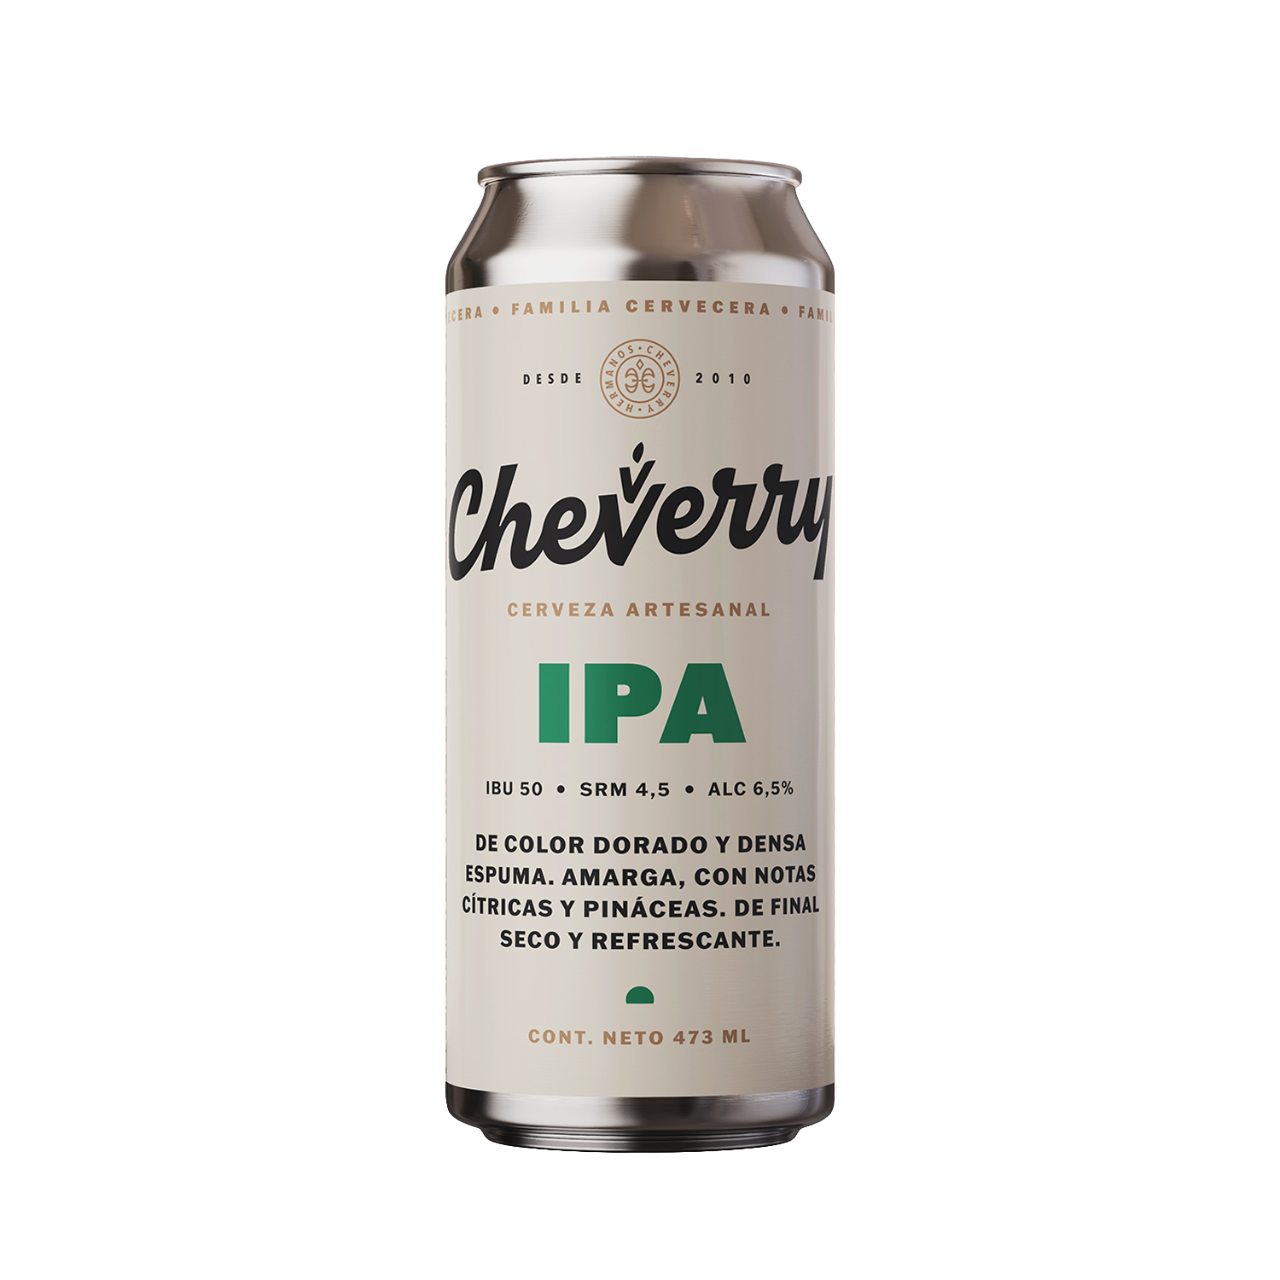 CERA • FAMILIA CERVECERA • FAMIL
DESDE
HERMANOS • CHEVERRY •
2010
Cheverry
CERVEZA ARTESANAL
IPA
IBU 50 • SRM 4,5 • ALC 6,5%
DE COLOR DORADO Y DENSA
ESPUMA. AMARGA, CON NOTAS
CÍTRICAS Y PINÁCEAS. DE FINAL
SECO Y REFRESCANTE.
CONT. NETO 473 ML